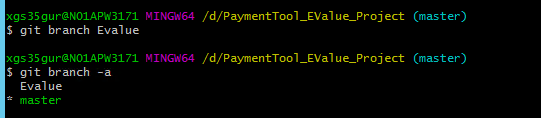 xgs35gur@NO1APW3171 MINGW64 /d/PaymentTool_EValue_Project (master)
$ git branch Evalue
xgs35gur@NO1APW3171 MINGW64 /d/PaymentTool_EValue_Project (master)
$ git branch -a
  Evalue
* master